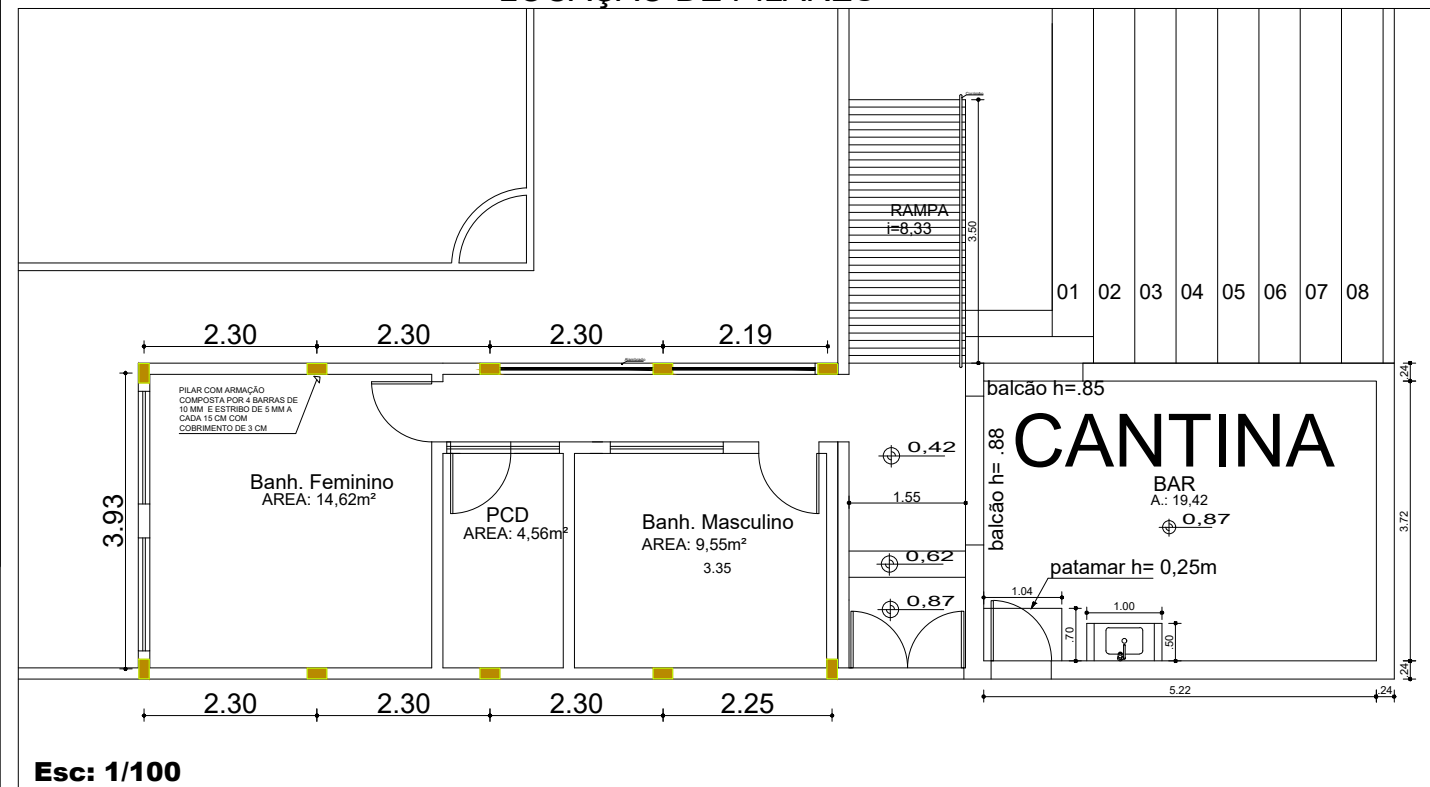 LOCAÇÃO DE PILARES
RAMPA
i=8,33
3.50
01 02 03 04 05 06 07 08
2.30 2.30 2.30 2.19
PILAR COM ARMAÇÃO
COMPOSTA POR 4 BARRAS DE
10 MM E ESTRIBO DE 5 MM A
CADA 15 CM COM
COBRIMENTO DE 3 CM
3.93
Banh. Feminino
AREA: 14,62m²
PCD
AREA: 4,56m²
Banh. Masculino
AREA: 9,55m²
3.35
0,42
1.55
0,62
0,87
balcão h=.85
balcão h= .88
CANTINA
BAR
A.: 19,42
0,87
patamar h= 0,25m
1.04
.70
1.00
.50
.24
3.72
.24
5.22
.24
2.30 2.30 2.30 2.25
Esc: 1/100